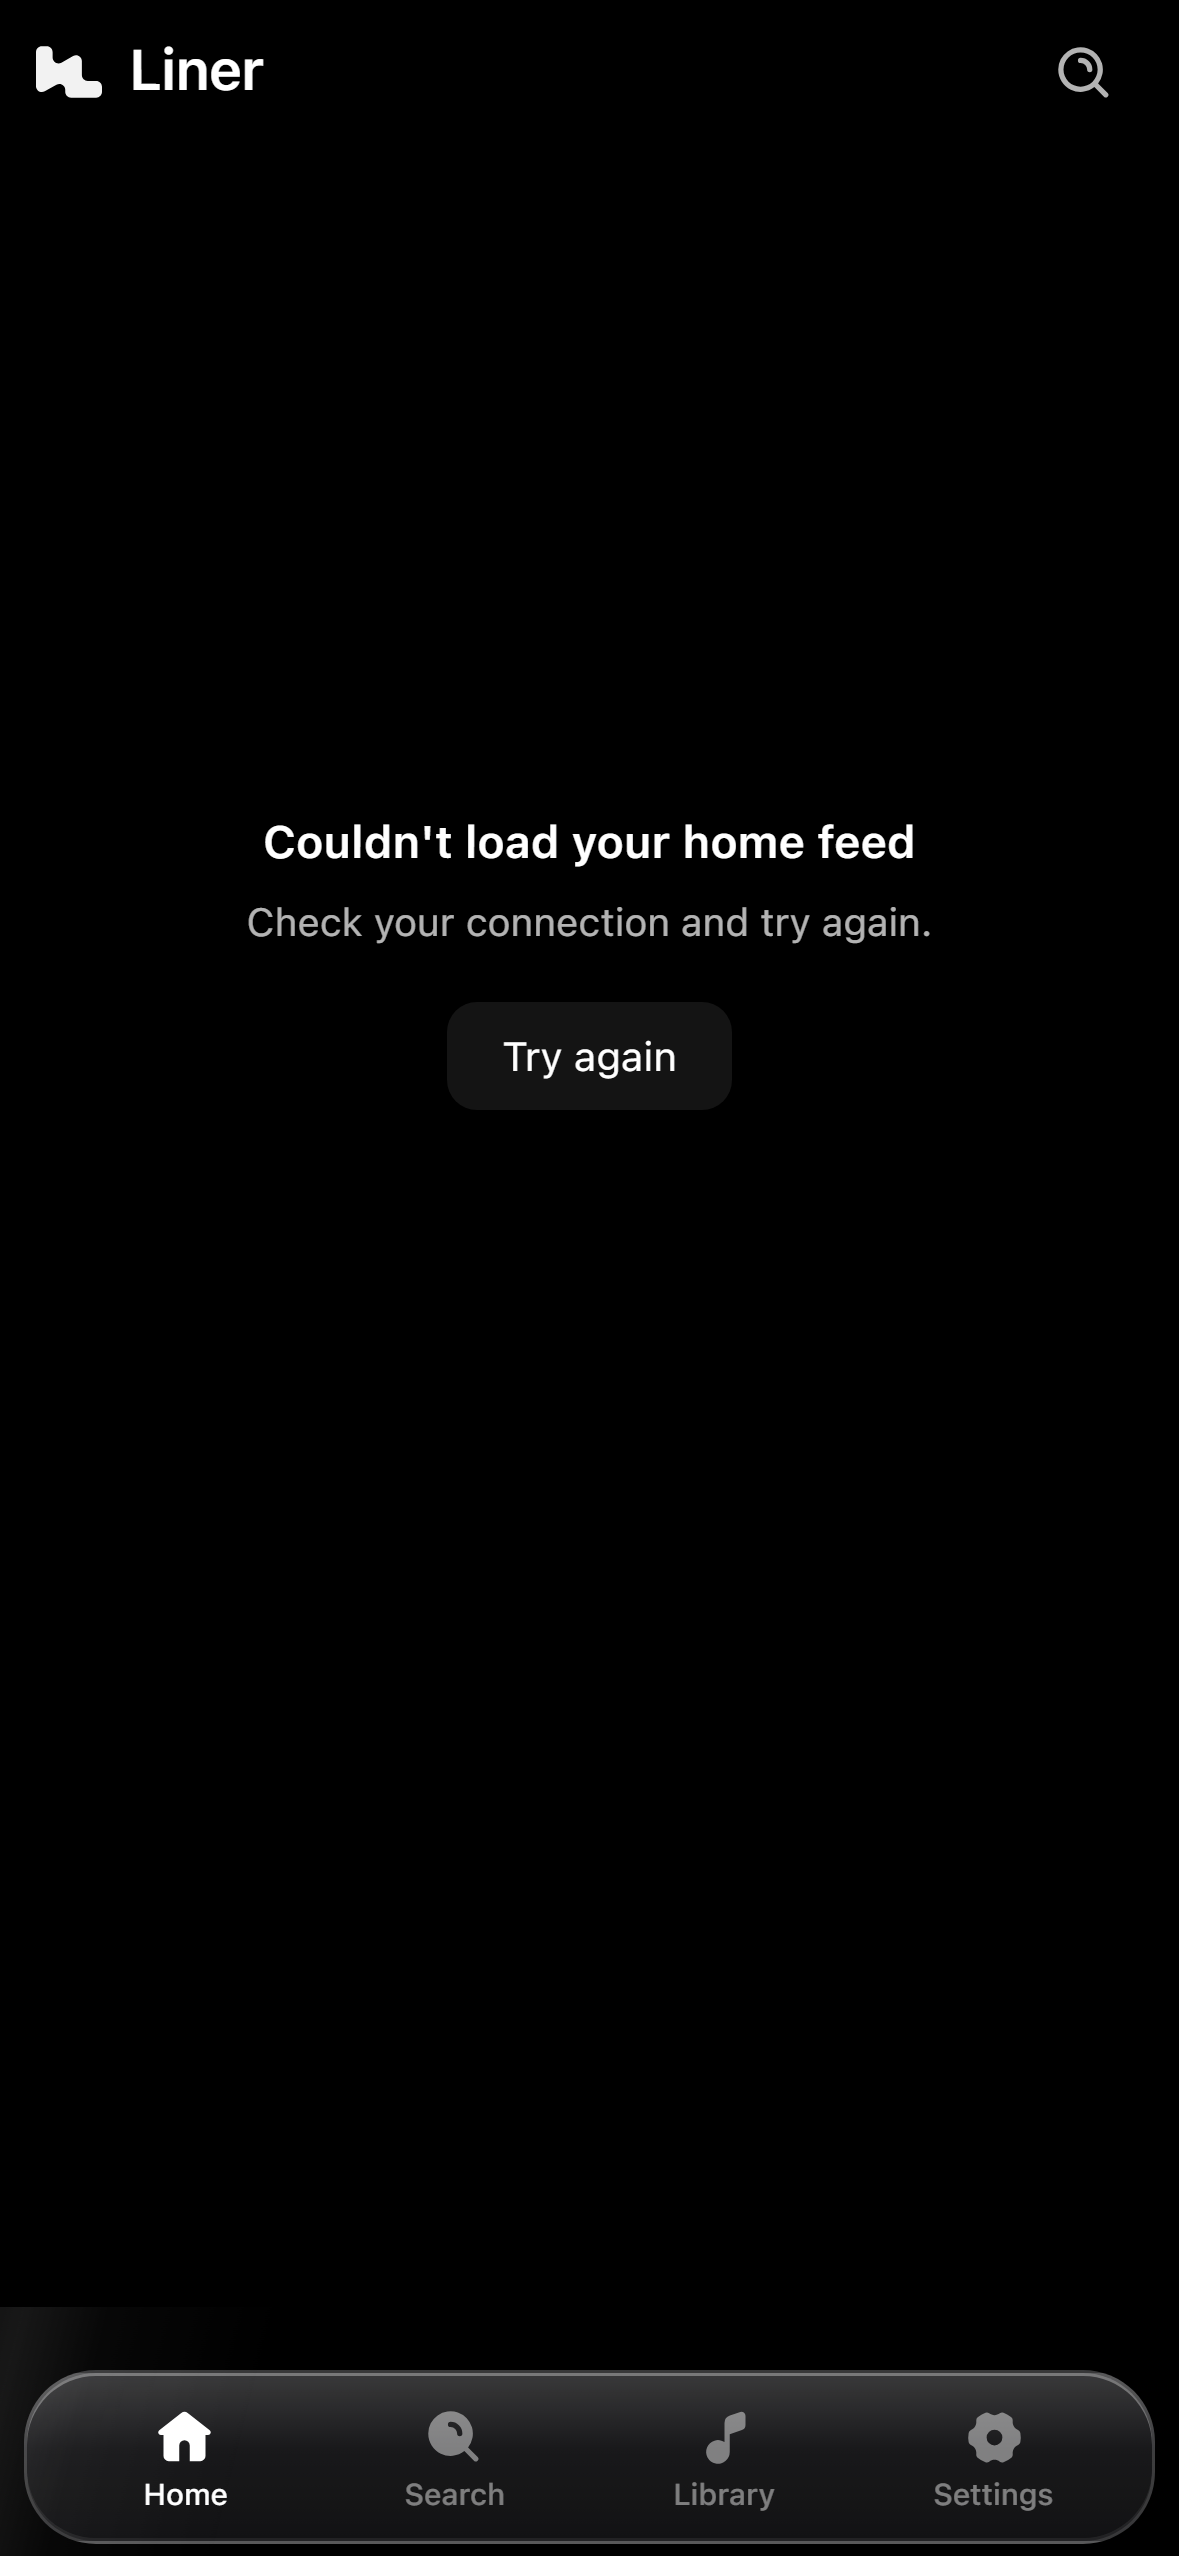 Liner
Couldn't load your home feed
Check your connection and try again.
Try again
Home
Search
Library
Settings